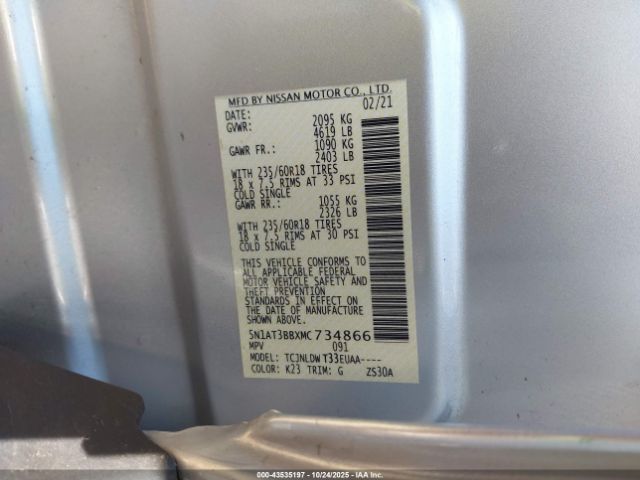 MFD BY NISSAN MOTOR CO., LTD.
DATE: 02/21
GVWR: 2095 KG
4619 LB
GAWR FR.: 1090 KG
2403 LB
WITH 235/60R18 TIRES
18 x 7.5 RIMS AT 33 PSI
COLD SINGLE
GAWR RR.: 1055 KG
2326 LB
WITH 235/60R18 TIRES
18 x 7.5 RIMS AT 30 PSI
COLD SINGLE
THIS VEHICLE CONFORMS TO
ALL APPLICABLE FEDERAL
MOTOR VEHICLE SAFETY AND
THEFT PREVENTION
STANDARDS IN EFFECT ON
THE DATE OF MANUFACTURE
SHOWN ABOVE.
5N1AT3BBXMC734866
MPV 091
MODEL: TCJNLDW T33EUAA----
COLOR: K23 TRIM: G ZS30A
000-43535197 - 10/24/2025 - IAAI.COM